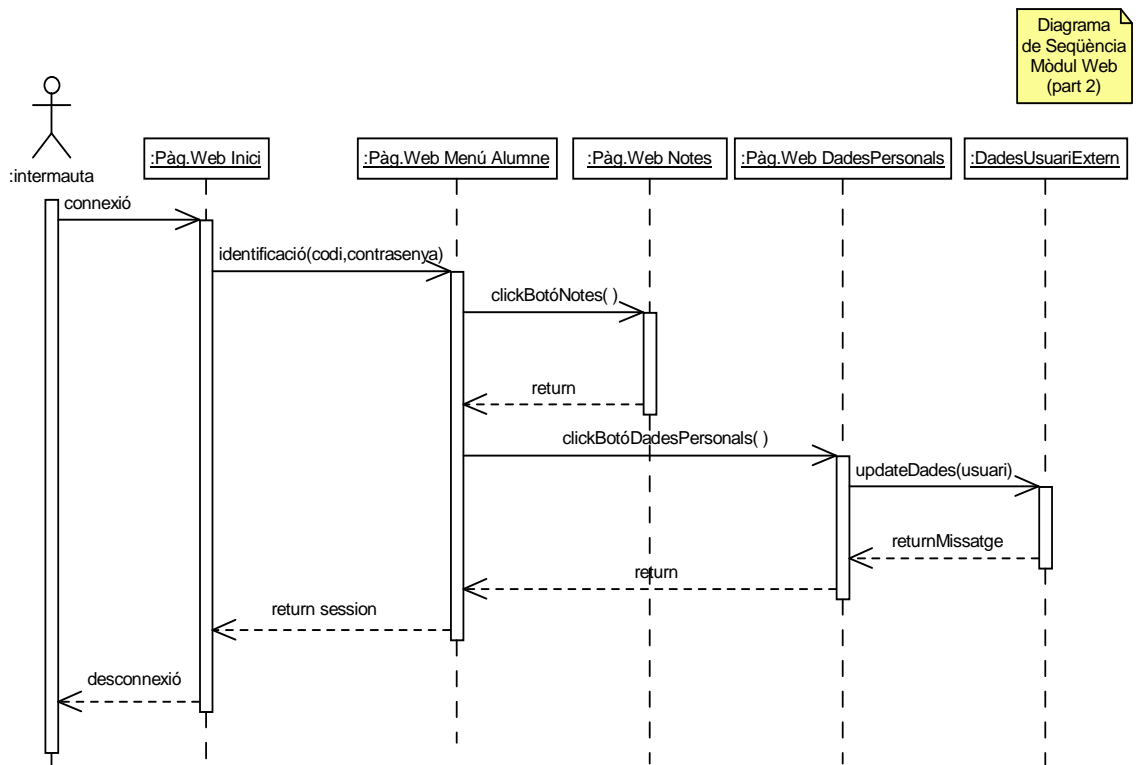 Diagrama
de Seqüència
Mòdul Web
(part 2)
:intermauta
:Pàg.Web Inici
:Pàg.Web Menú Alumne
:Pàg.Web Notes
:Pàg.Web DadesPersonals
:DadesUsuariExtern
connexió
identificació(codi,contrasenya)
clickBotóNotes( )
return
clickBotóDadesPersonals( )
updateDades(usuari)
returnMissatge
return
return session
desconnexió